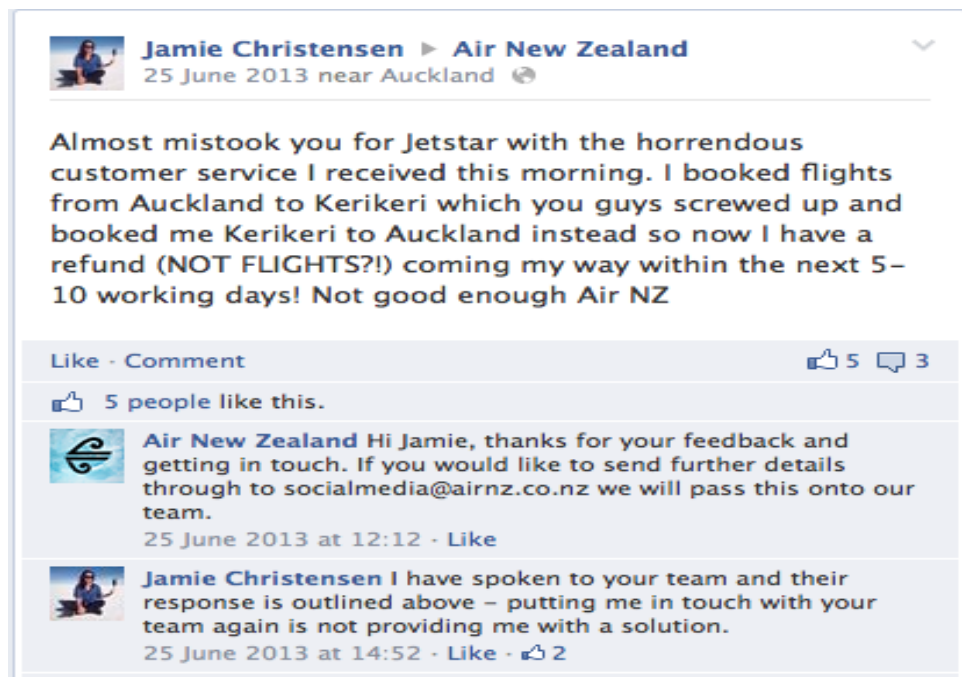 Jamie Christensen ▶ Air New Zealand
25 June 2013 near Auckland
Almost mistook you for Jetstar with the horrendous
customer service I received this morning. I booked flights
from Auckland to Kerikeri which you guys screwed up and
booked me Kerikeri to Auckland instead so now I have a
refund (NOT FLIGHTS?!) coming my way within the next 5–
10 working days! Not good enough Air NZ
Like · Comment 5 3
5 people like this.
Air New Zealand Hi Jamie, thanks for your feedback and
getting in touch. If you would like to send further details
through to socialmedia@airnz.co.nz we will pass this onto our
team.
25 June 2013 at 12:12 · Like
Jamie Christensen I have spoken to your team and their
response is outlined above – putting me in touch with your
team again is not providing me with a solution.
25 June 2013 at 14:52 · Like · 2